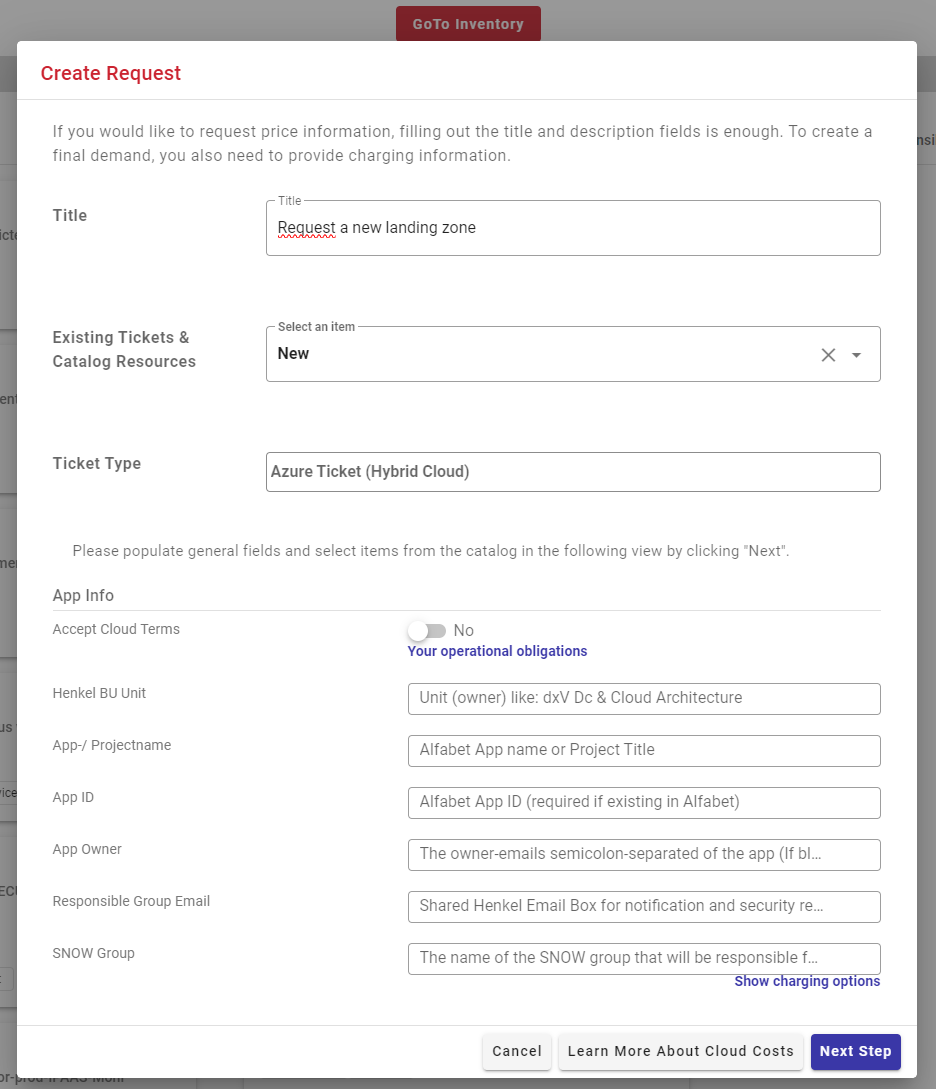 GoTo Inventory
Create Request
If you would like to request price information, filling out the title and description fields is enough. To create a
final demand, you also need to provide charging information.
Title
Title
Request a new landing zone
Existing Tickets &
Catalog Resources
Select an item
New
Ticket Type
Azure Ticket (Hybrid Cloud)
Please populate general fields and select items from the catalog in the following view by clicking "Next".
App Info
Accept Cloud Terms
No
Your operational obligations
Henkel BU Unit
Unit (owner) like: dxV Dc & Cloud Architecture
App-/ Projectname
Alfabet App name or Project Title
App ID
Alfabet App ID (required if existing in Alfabet)
App Owner
The owner-emails semicolon-separated of the app (If bl...
Responsible Group Email
Shared Henkel Email Box for notification and security re...
SNOW Group
The name of the SNOW group that will be responsible f...
Show charging options
Cancel
Learn More About Cloud Costs
Next Step